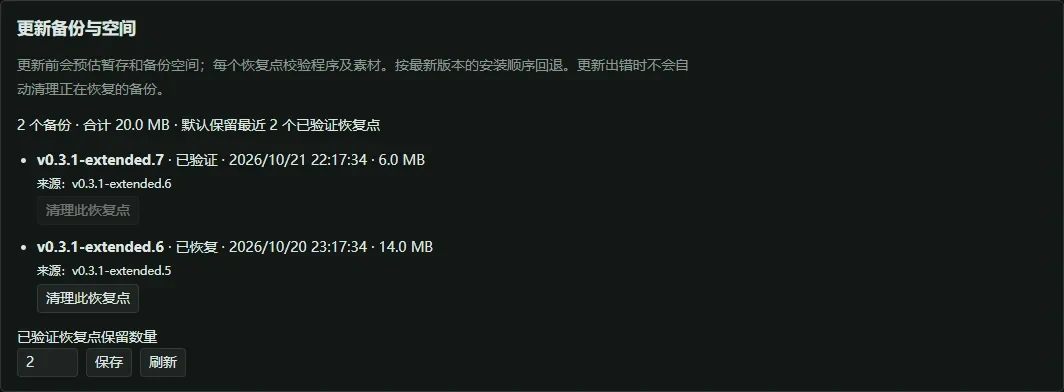 更新备份与空间
更新前会预估暂存和备份空间；每个恢复点校验程序及素材。按最新版本的安装顺序回退。更新出错时不会自
动清理正在恢复的备份。
2 个备份 · 合计 20.0 MB · 默认保留最近 2 个已验证恢复点
v0.3.1-extended.7 · 已验证 · 2026/10/21 22:17:34 · 6.0 MB
来源：v0.3.1-extended.6
清理此恢复点
v0.3.1-extended.6 · 已恢复 · 2026/10/20 23:17:34 · 14.0 MB
来源：v0.3.1-extended.5
清理此恢复点
已验证恢复点保留数量
2 保存 刷新